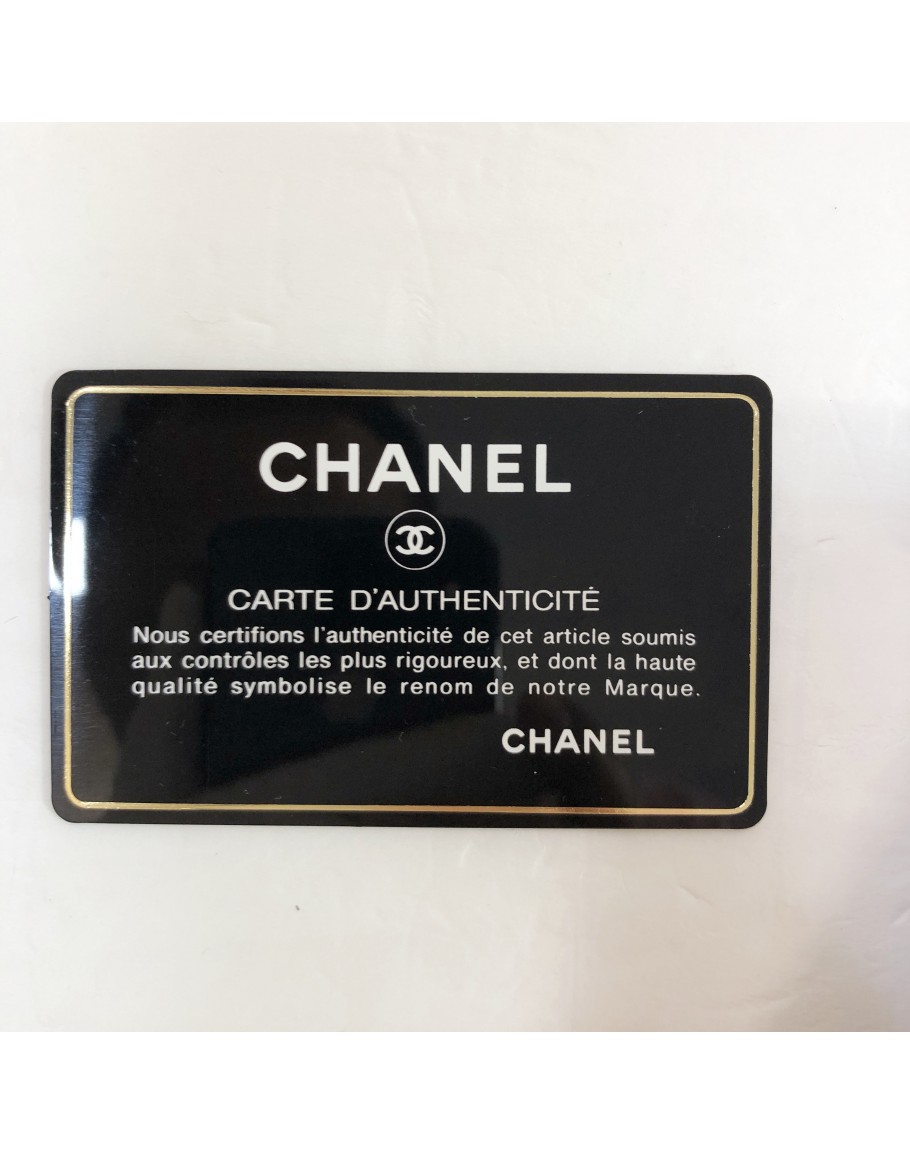 CHANEL
CARTE D'AUTHENTICITÉ
Nous certifions l'authenticité de cet article soumis
aux contrôles les plus rigoureux, et dont la haute
qualité symbolise le renom de notre Marque.
CHANEL